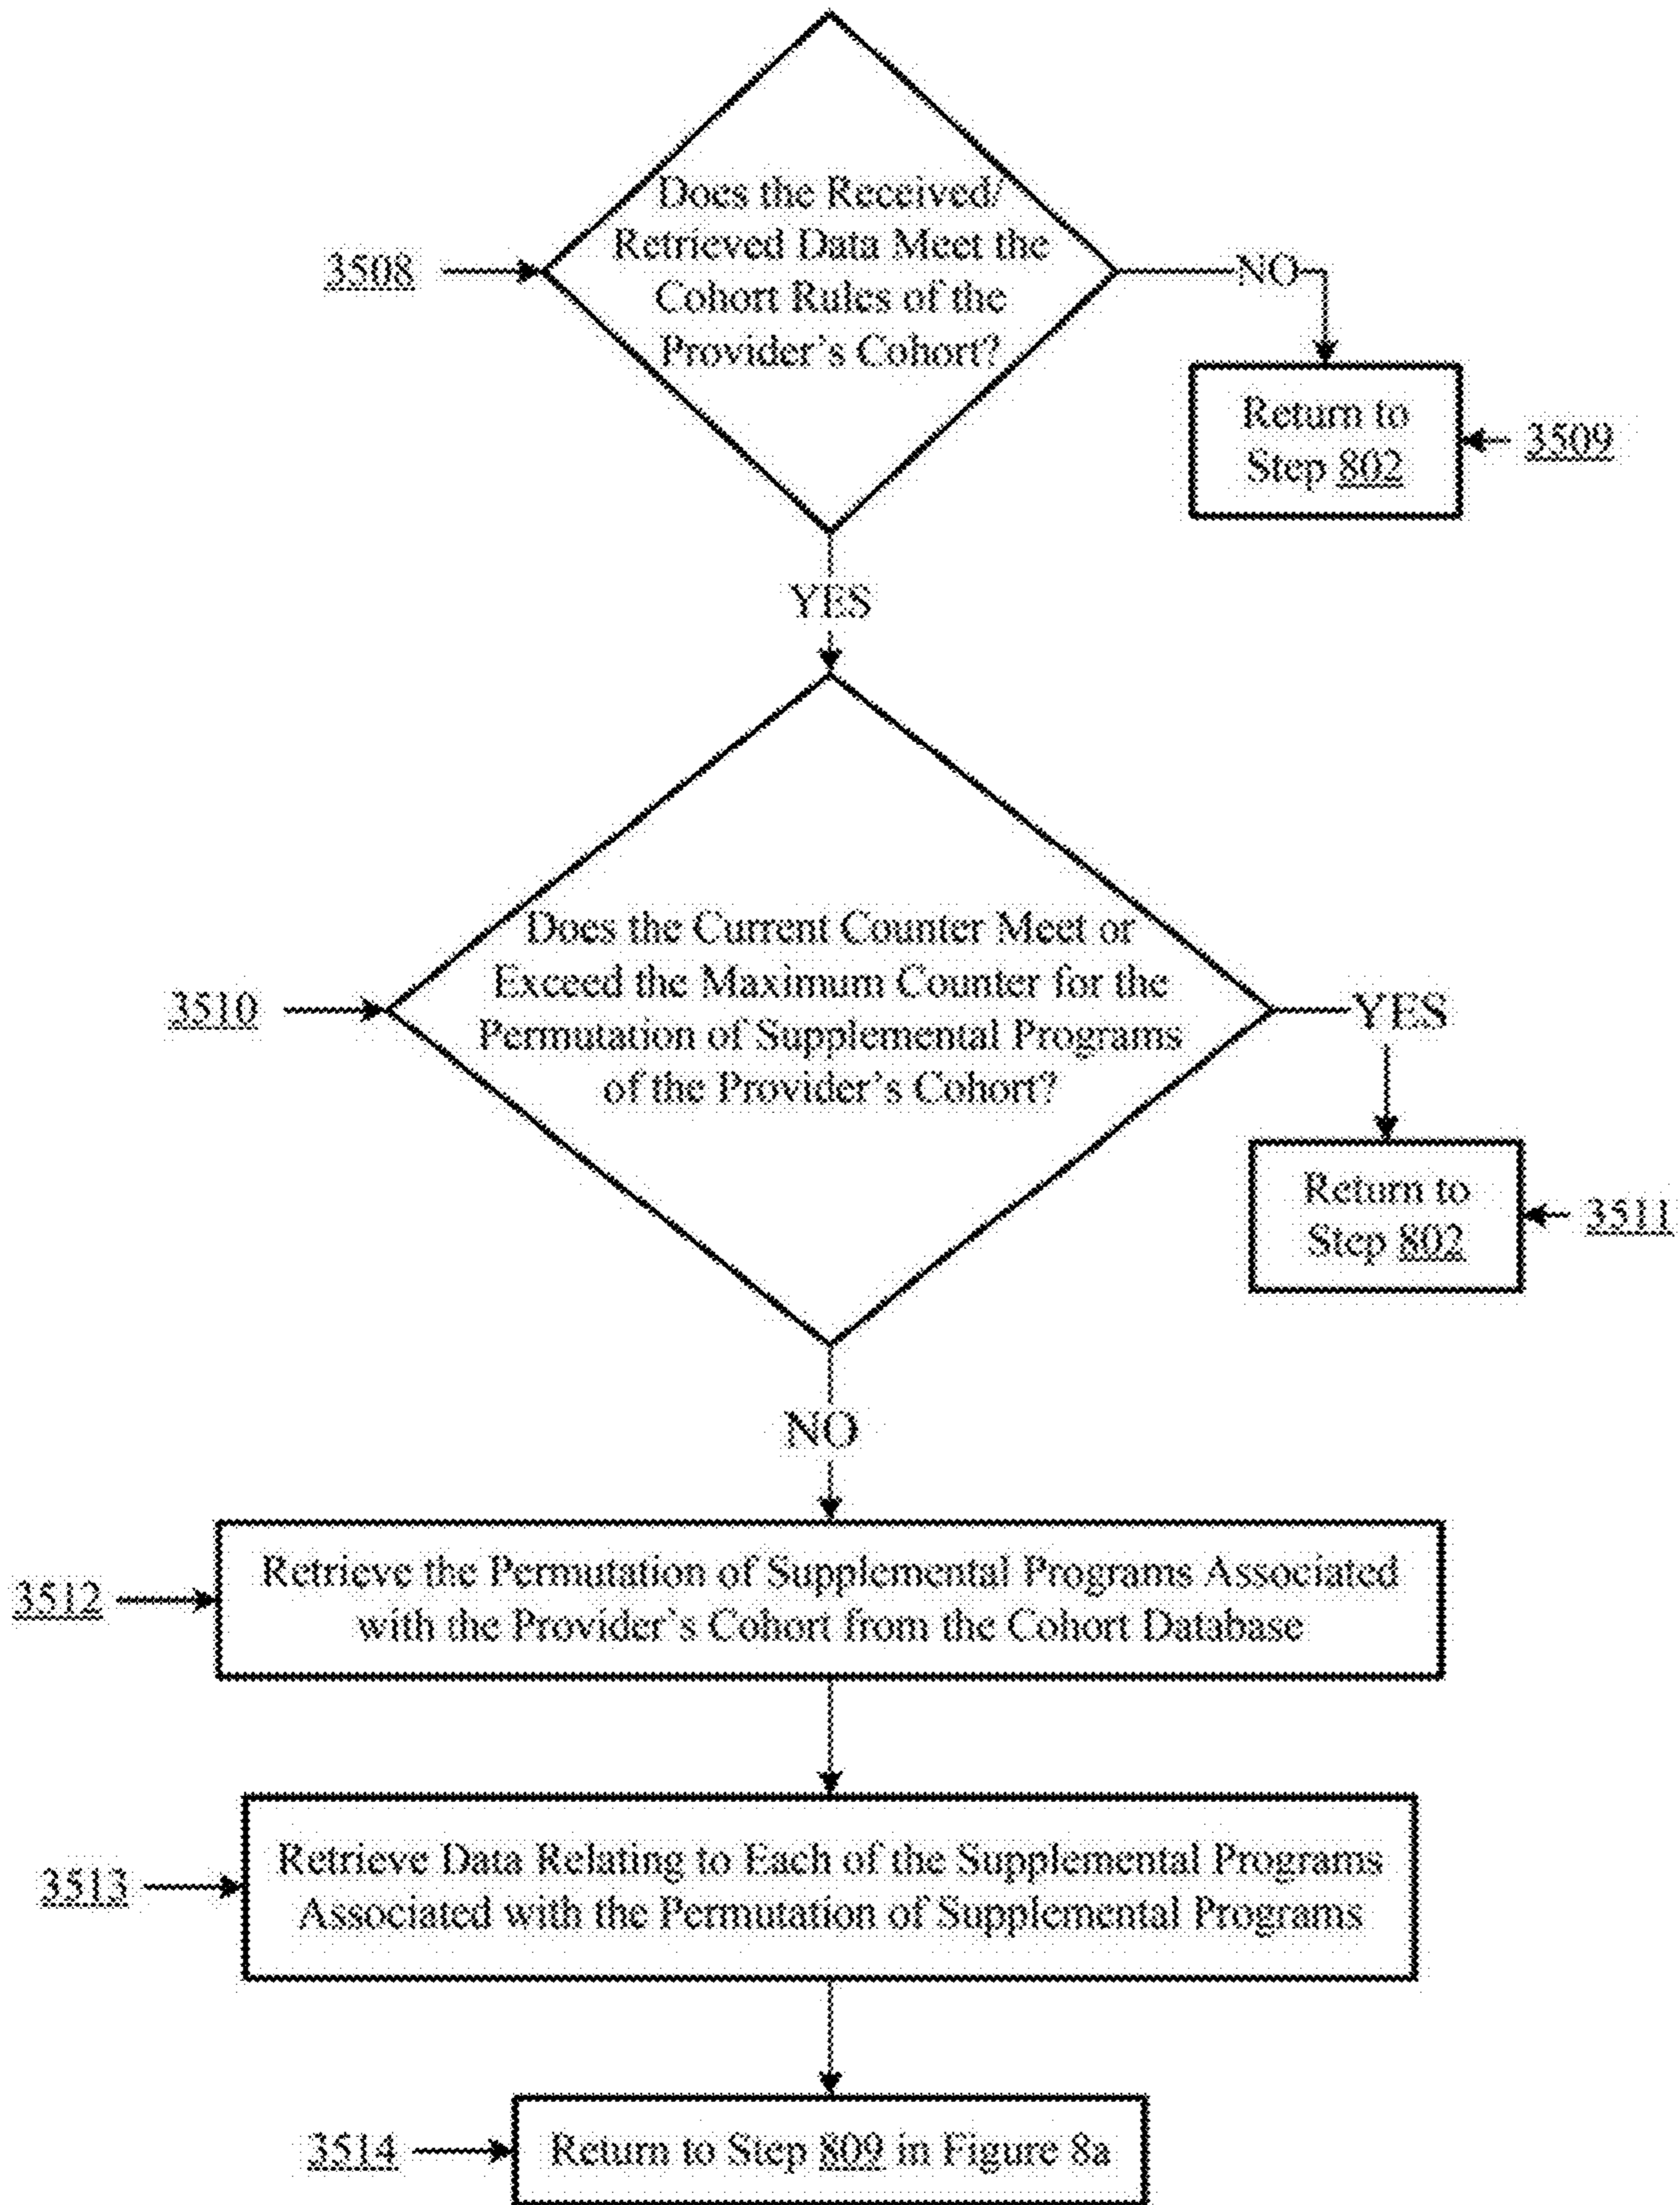 Does the Received/
Retrieved Data Meet the
Cohort Rules of the
Provider's Cohort?
3508
NO
Return to
Step 802
3509
YES
Does the Current Counter Meet or
Exceed the Maximum Counter for the
Permutation of Supplemental Programs
of the Provider's Cohort?
3510
YES
Return to
Step 802
3511
NO
Retrieve the Permutation of Supplemental Programs Associated
with the Provider's Cohort from the Cohort Database
3512
Retrieve Data Relating to Each of the Supplemental Programs
Associated with the Permutation of Supplemental Programs
3513
3514
Return to Step 809 in Figure 8a